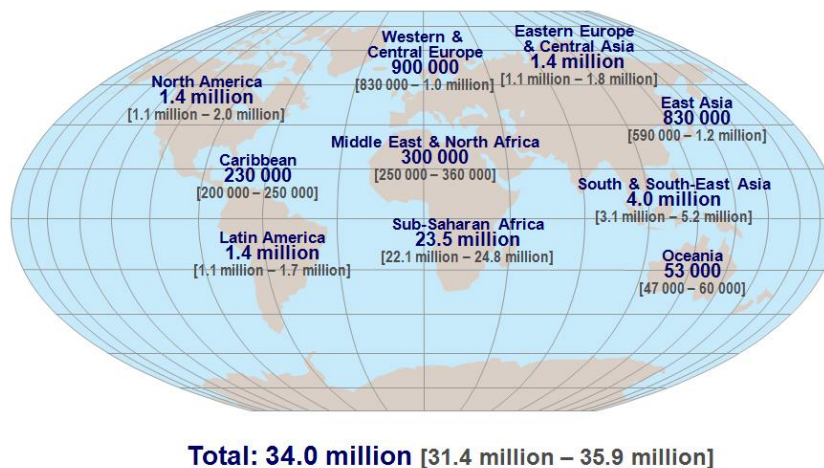 Western &
Central Europe
900 000
[830 000 – 1.0 million]
Eastern Europe
& Central Asia
1.4 million
[1.1 million – 1.8 million]
North America
1.4 million
[1.1 million – 2.0 million]
East Asia
830 000
[590 000 – 1.2 million]
Middle East & North Africa
300 000
[250 000 – 360 000]
Caribbean
230 000
[200 000 – 250 000]
South & South-East Asia
4.0 million
[3.1 million – 5.2 million]
Sub-Saharan Africa
23.5 million
[22.1 million – 24.8 million]
Latin America
1.4 million
[1.1 million – 1.7 million]
Oceania
53 000
[47 000 – 60 000]
Total: 34.0 million [31.4 million – 35.9 million]